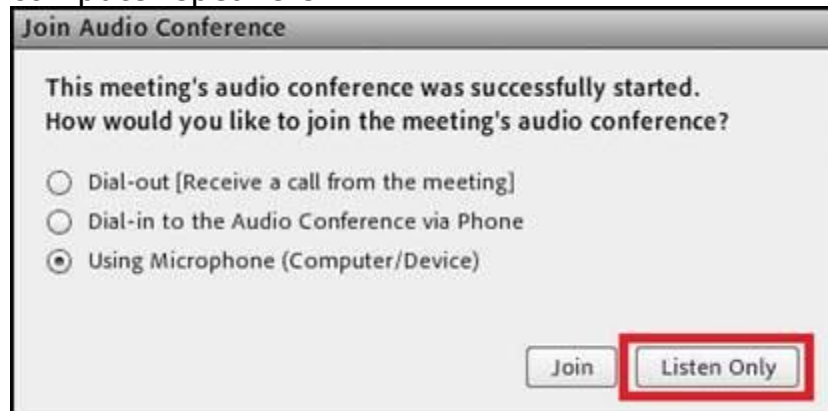 Join Audio Conference
This meeting's audio conference was successfully started.
How would you like to join the meeting's audio conference?
Dial-out [Receive a call from the meeting]
Dial-in to the Audio Conference via Phone
Using Microphone (Computer/Device)
Join
Listen Only